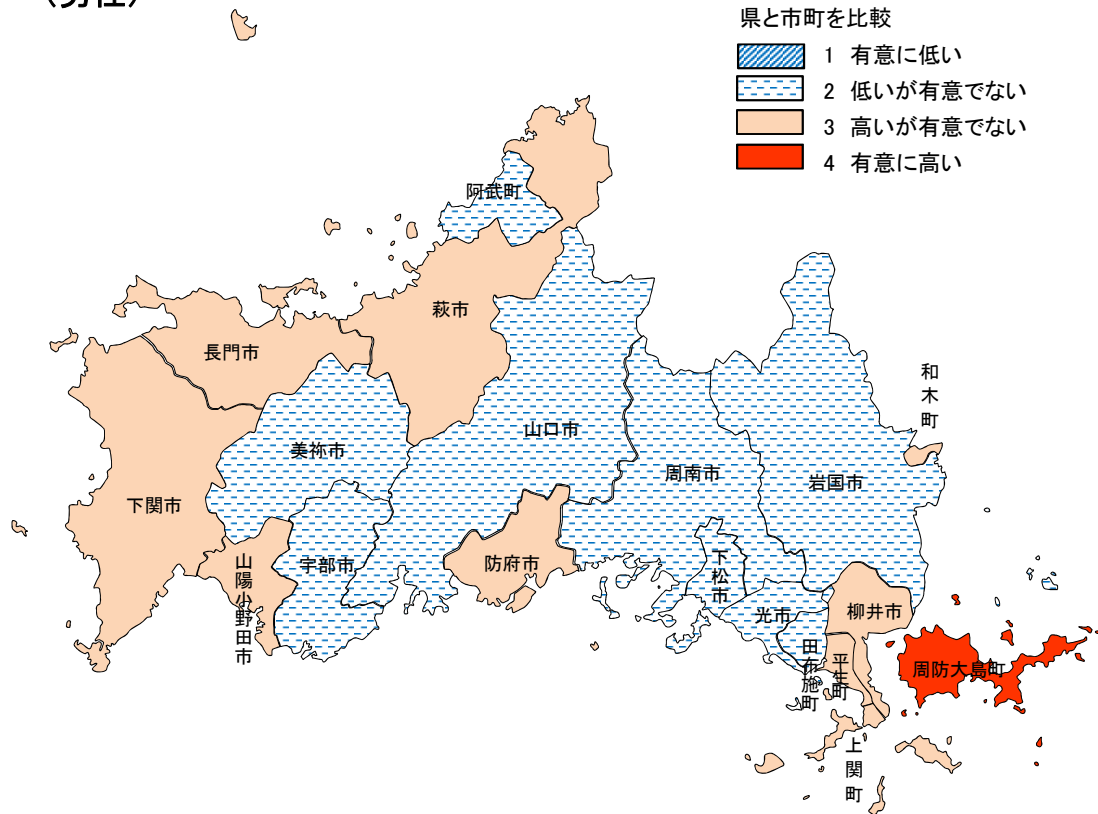 （男性）
県と市町を比較
1 有意に低い
2 低いが有意でない
3 高いが有意でない
4 有意に高い
阿武町
萩市
長門市
和木町
山口市
美祢市
周南市
岩国市
下関市
防府市
宇部市
山陽小野田市
下松市
光市
柳井市
田布施町
平生町
周防大島町
上関町